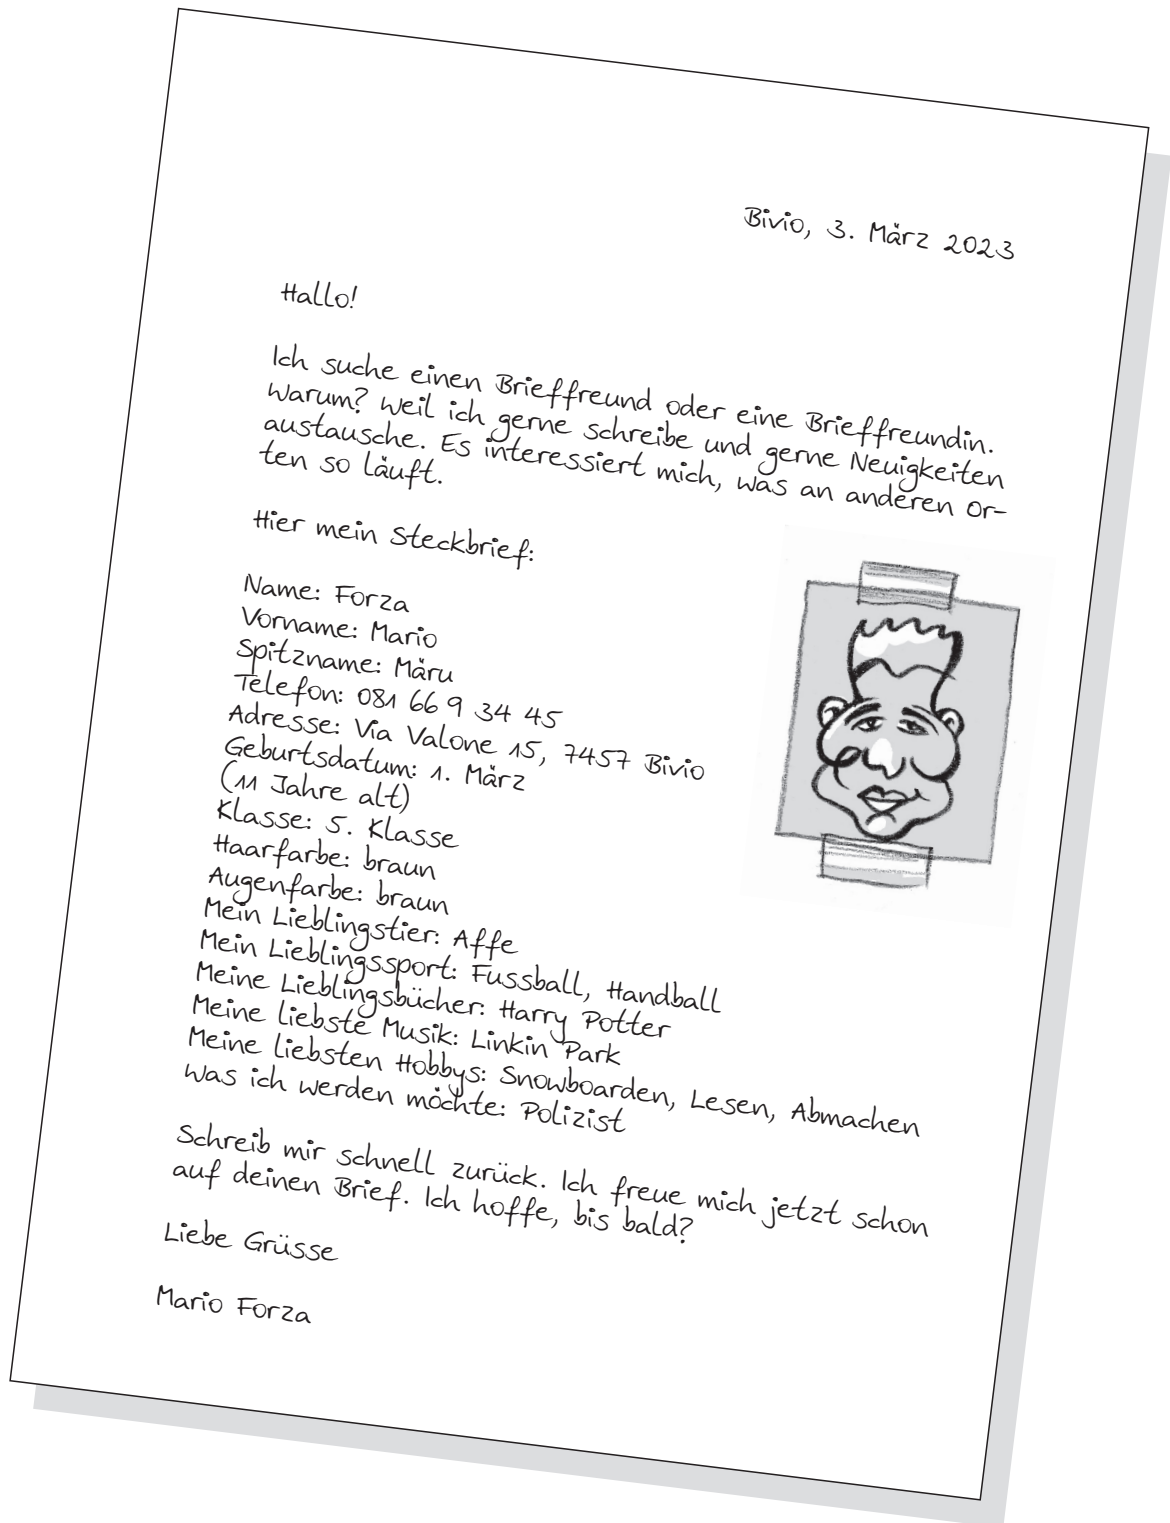 Bivio, 3. März 2023
Hallo!
Ich suche einen Brieffreund oder eine Brieffreundin.
Warum? Weil ich gerne schreibe und gerne Neuigkeiten
austausche. Es interessiert mich, was an anderen Or-
ten so läuft.
Hier mein Steckbrief:
Name: Forza
Vorname: Mario
Spitzname: Märu
Telefon: 081 66 9 34 45
Adresse: Via Valone 15, 7457 Bivio
Geburtsdatum: 1. März
(11 Jahre alt)
Klasse: 5. Klasse
Haarfarbe: braun
Augenfarbe: braun
Mein Lieblingstier: Affe
Mein Lieblingssport: Fussball, Handball
Meine Lieblingsbücher: Harry Potter
Meine liebste Musik: Linkin Park
Meine liebsten Hobbys: Snowboarden, Lesen, Abmachen
Was ich werden möchte: Polizist
Schreib mir schnell zurück. Ich freue mich jetzt schon
auf deinen Brief. Ich hoffe, bis bald?
Liebe Grüsse
Mario Forza